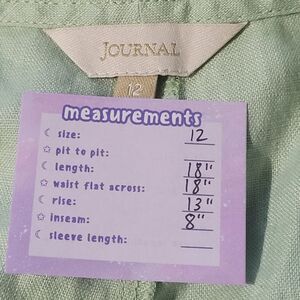 JOURNAL
12
measurements
☾ size: 12
☆ pit to pit:
☾ length: 18"
☆ waist flat across: 18"
☾ rise: 13"
☆ inseam: 8"
☾ sleeve length: